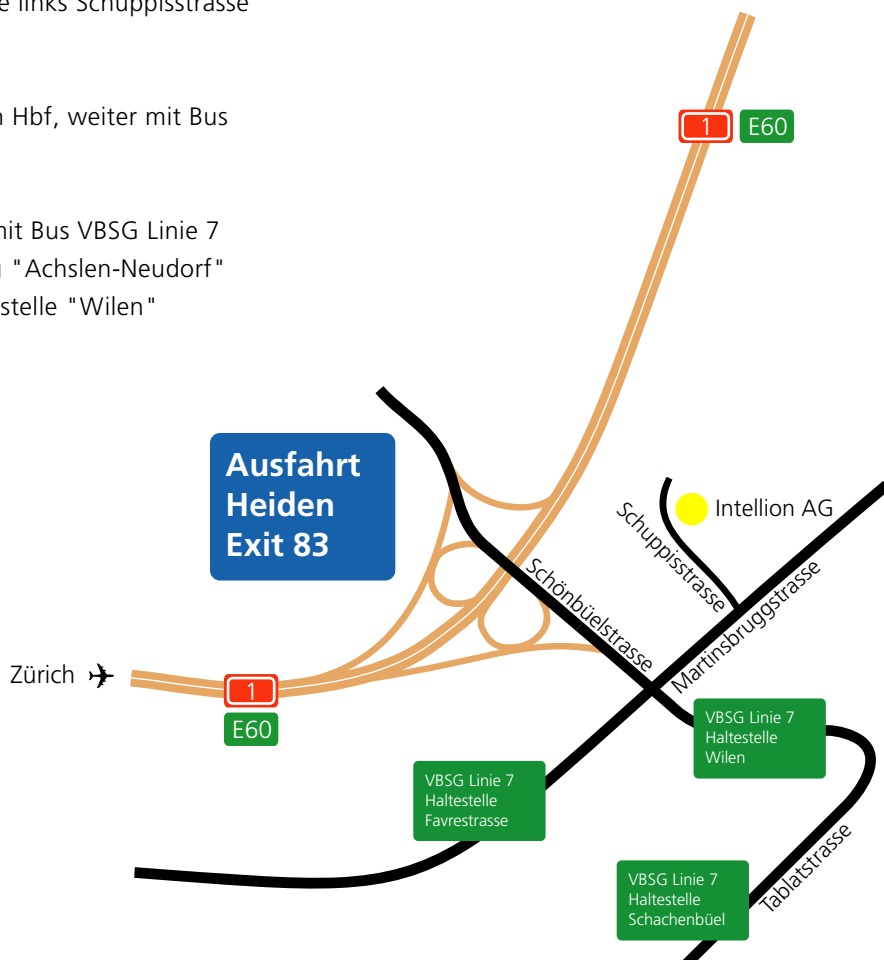 e links Schuppisstrasse
n Hbf, weiter mit Bus
mit Bus VBSG Linie 7
g "Achslen-Neudorf"
stelle "Wilen"
1 E60
Ausfahrt
Heiden
Exit 83
Intellion AG
Schuppisstrasse
Schönbüelstrasse
Martinsbruggstrasse
Zürich
1
E60
VBSG Linie 7
Haltestelle
Wilen
VBSG Linie 7
Haltestelle
Favrestrasse
Tablatstrasse
VBSG Linie 7
Haltestelle
Schachenbüel